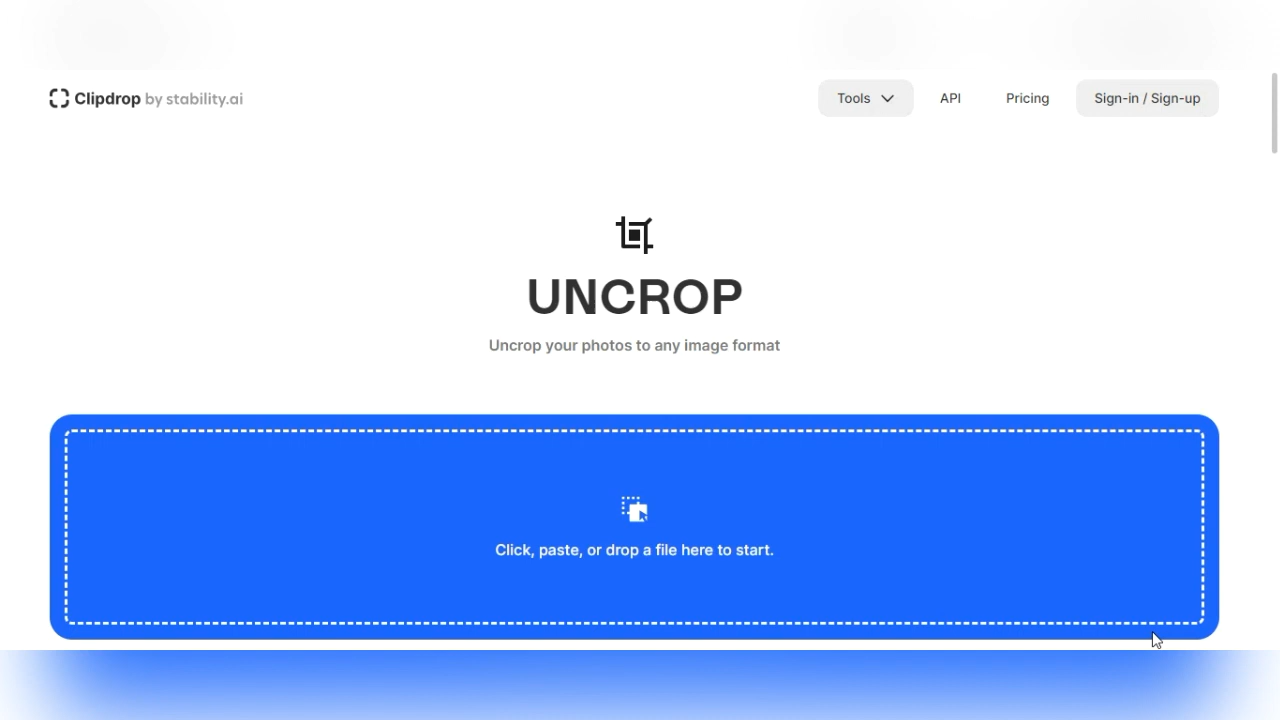 Clipdrop by stability.ai
Tools
API
Pricing
Sign-in / Sign-up
UNCROP
Uncrop your photos to any image format
Click, paste, or drop a file here to start.